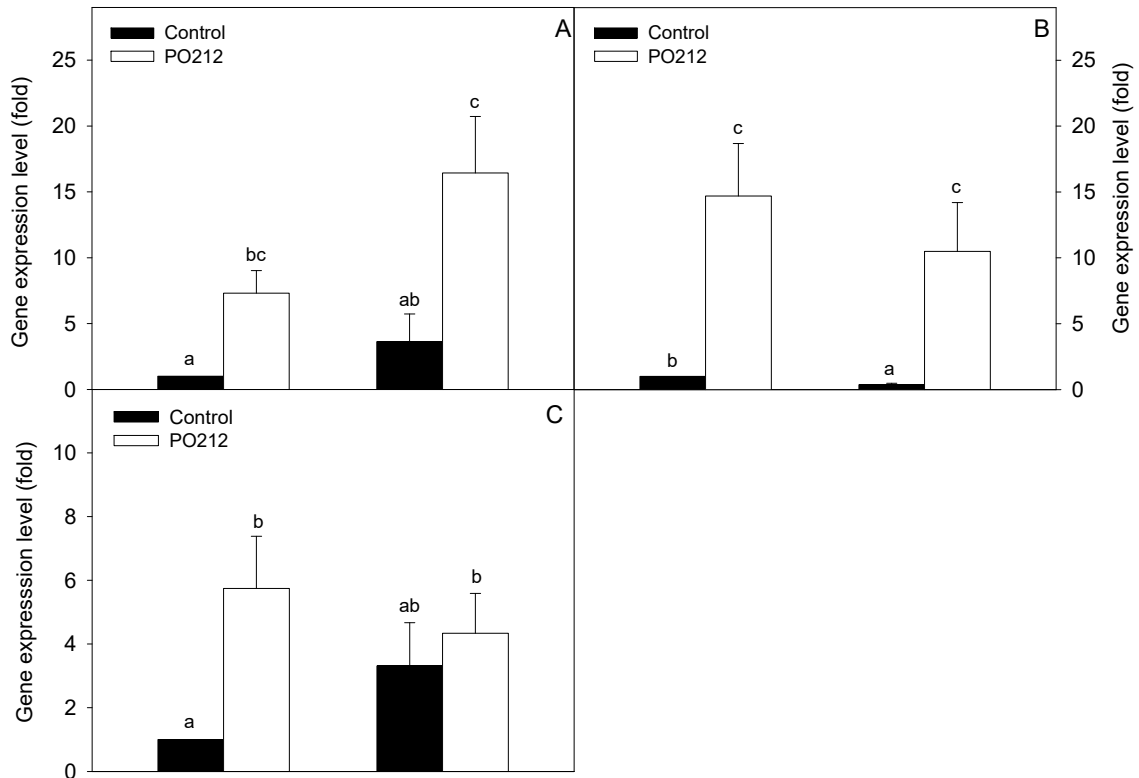 Control
PO212
A
Gene expression level (fold)
25
20
15
10
5
0
a
bc
ab
c
Control
PO212
B
Gene expression level (fold)
25
20
15
10
5
0
b
c
a
c
Control
PO212
C
Gene expresssion level (fold)
10
8
6
4
2
0
a
b
ab
b